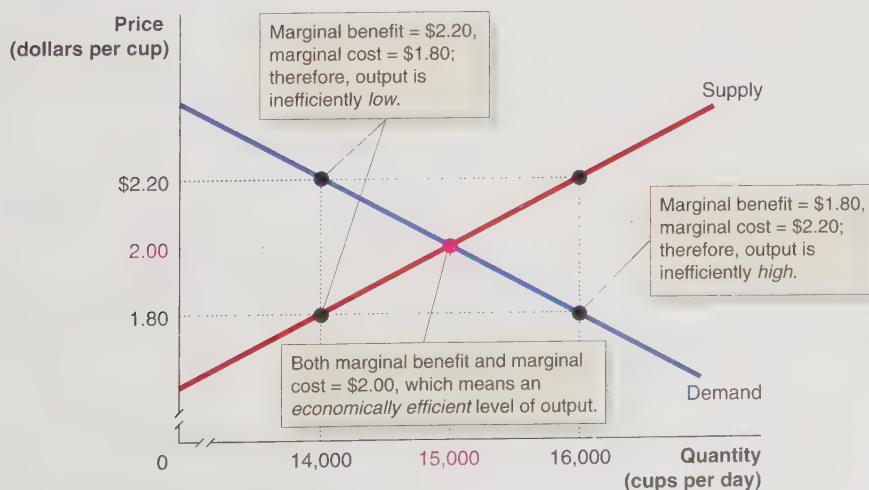 Price
(dollars per cup)
Marginal benefit = $2.20,
marginal cost = $1.80;
therefore, output is
inefficiently low.
Supply
$2.20
Marginal benefit = $1.80,
marginal cost = $2.20;
therefore, output is
inefficiently high.
2.00
1.80
Both marginal benefit and marginal
cost = $2.00, which means an
economically efficient level of output.
Demand
0
14,000
15,000
16,000
Quantity
(cups per day)